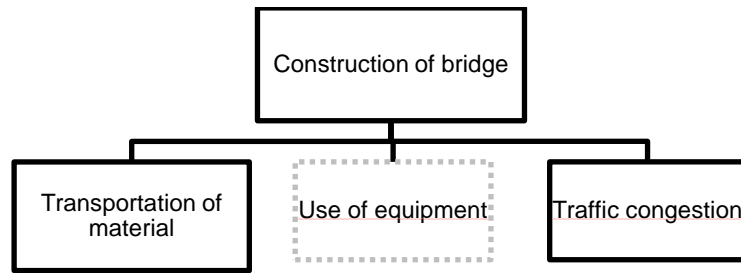 Construction of bridge
Transportation of
material
Use of equipment
Traffic congestion